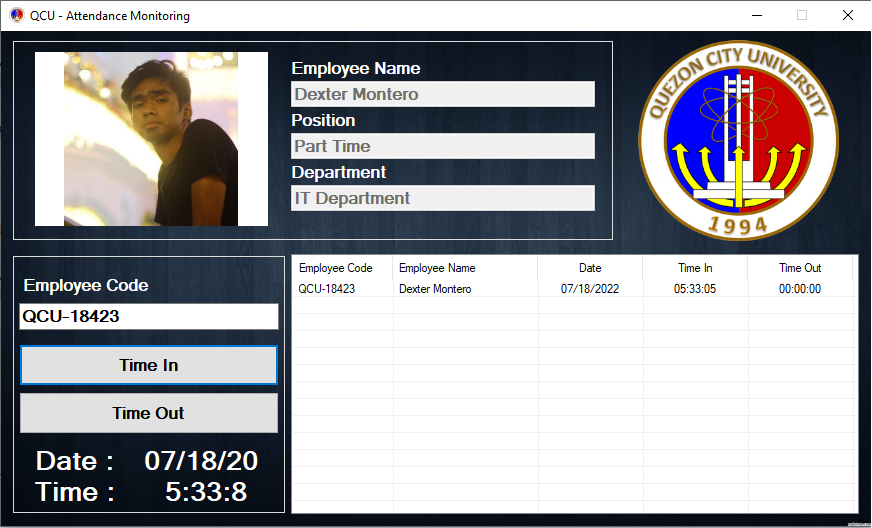 QCU - Attendance Monitoring
Employee Name
Dexter Montero
Position
Part Time
Department
IT Department
QUEZON CITY UNIVERSITY
1994
Employee Code
QCU-18423
Time In
Time Out
Date : 07/18/20
Time : 5:33:8
Employee Code Employee Name Date Time In Time Out
QCU-18423 Dexter Montero 07/18/2022 05:33:05 00:00:00